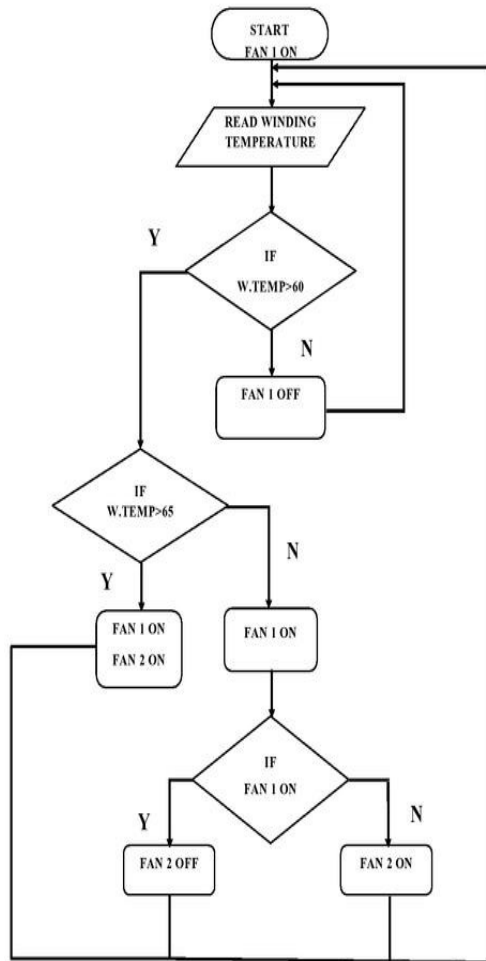 START
FAN 1 ON
READ WINDING
TEMPERATURE
Y
IF
W.TEMP>60
N
FAN 1 OFF
IF
W.TEMP>65
Y
N
FAN 1 ON
FAN 2 ON
FAN 1 ON
IF
FAN 1 ON
Y
N
FAN 2 OFF
FAN 2 ON